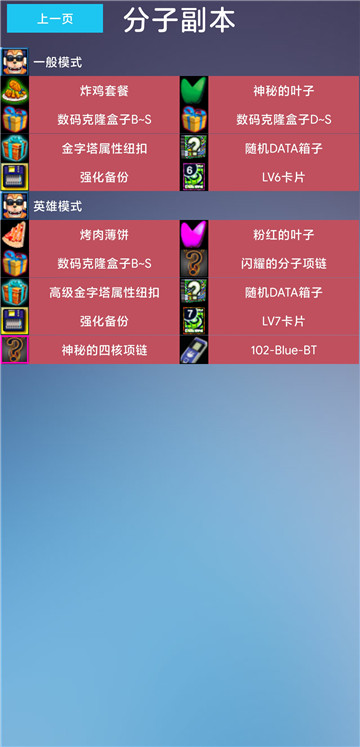 上一页
分子副本
一般模式
炸鸡套餐
神秘的叶子
数码克隆盒子B~S
数码克隆盒子D~S
金字塔属性纽扣
随机DATA箱子
强化备份
6
LV6卡片
英雄模式
烤肉薄饼
粉红的叶子
数码克隆盒子B~S
闪耀的分子项链
高级金字塔属性纽扣
随机DATA箱子
强化备份
7
LV7卡片
神秘的四核项链
102-Blue-BT